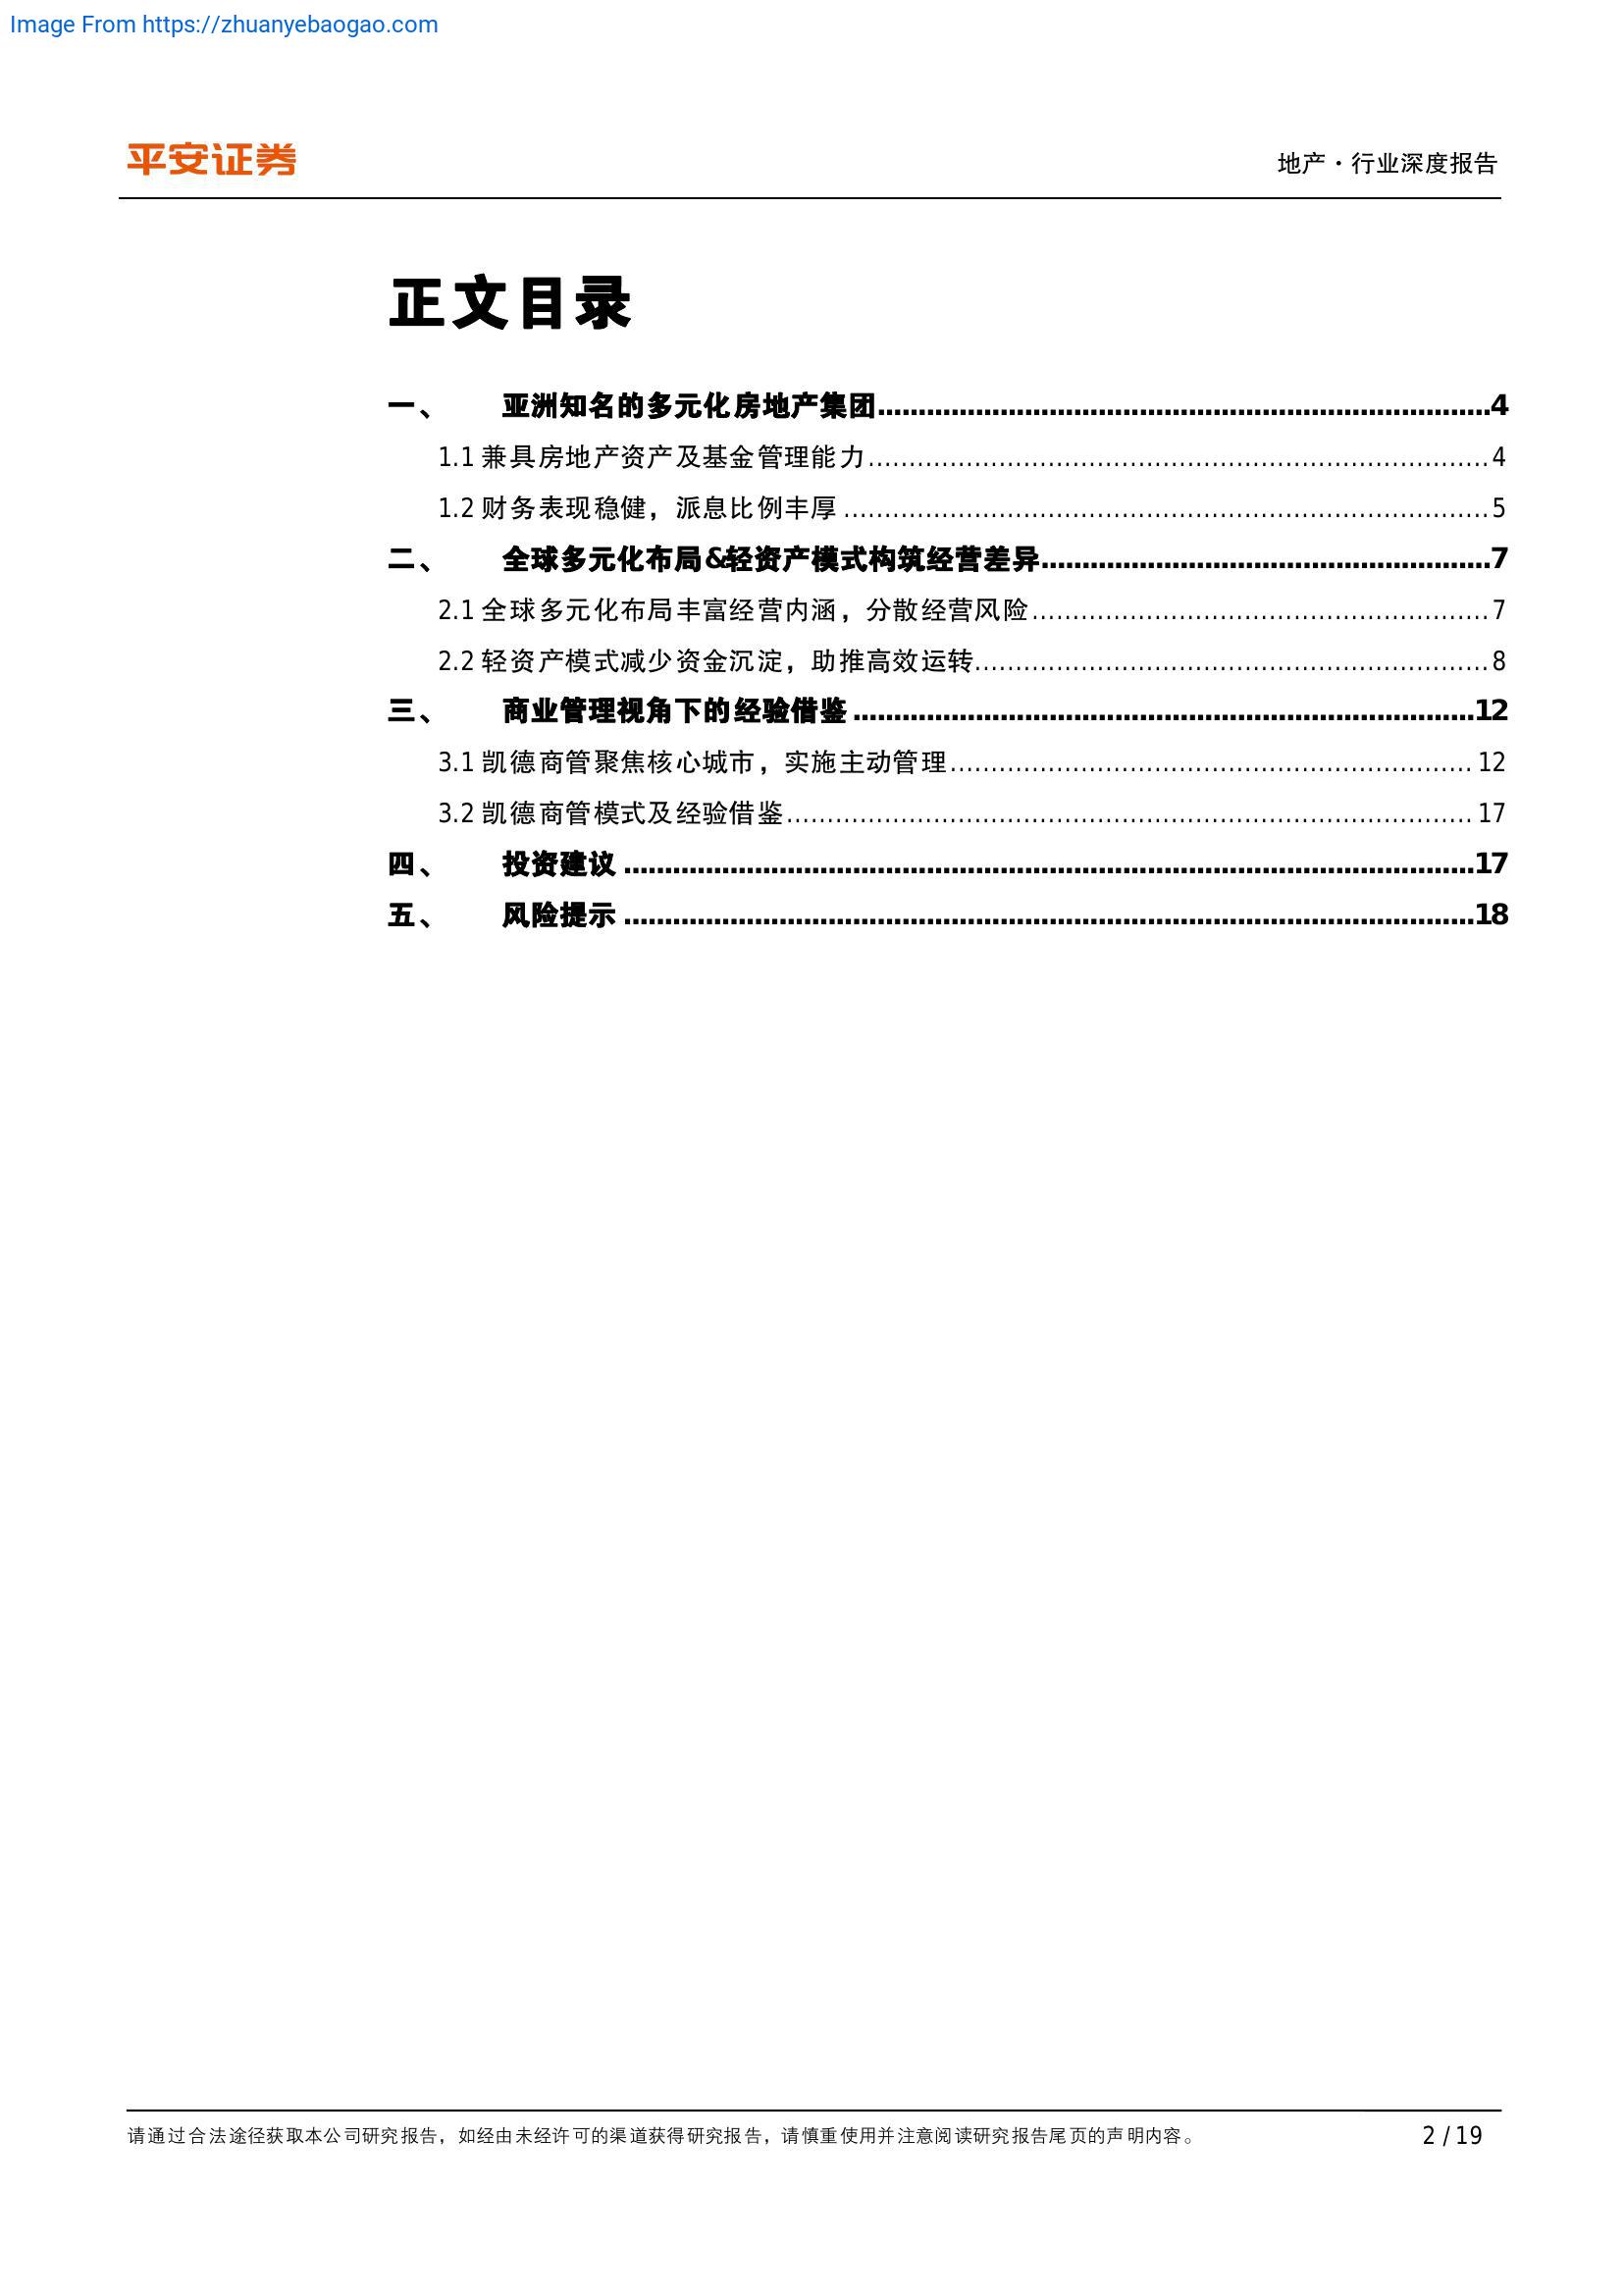 Image From https://zhuanyebaogao.com
平安证券
地产·行业深度报告
正文目录
一、 亚洲知名的多元化房地产集团........................................................................4
1.1 兼具房地产资产及基金管理能力........................................................................4
1.2 财务表现稳健，派息比例丰厚........................................................................5
二、 全球多元化布局&轻资产模式构筑经营差异........................................................................7
2.1 全球多元化布局丰富经营内涵，分散经营风险........................................................................7
2.2 轻资产模式减少资金沉淀，助推高效运转........................................................................8
三、 商业管理视角下的经验借鉴........................................................................12
3.1 凯德商管聚焦核心城市，实施主动管理........................................................................12
3.2 凯德商管模式及经验借鉴........................................................................17
四、 投资建议........................................................................17
五、 风险提示........................................................................18
请通过合法途径获取本公司研究报告，如经由未经许可的渠道获得研究报告，请慎重使用并注意阅读研究报告尾页的声明内容。
2 / 19